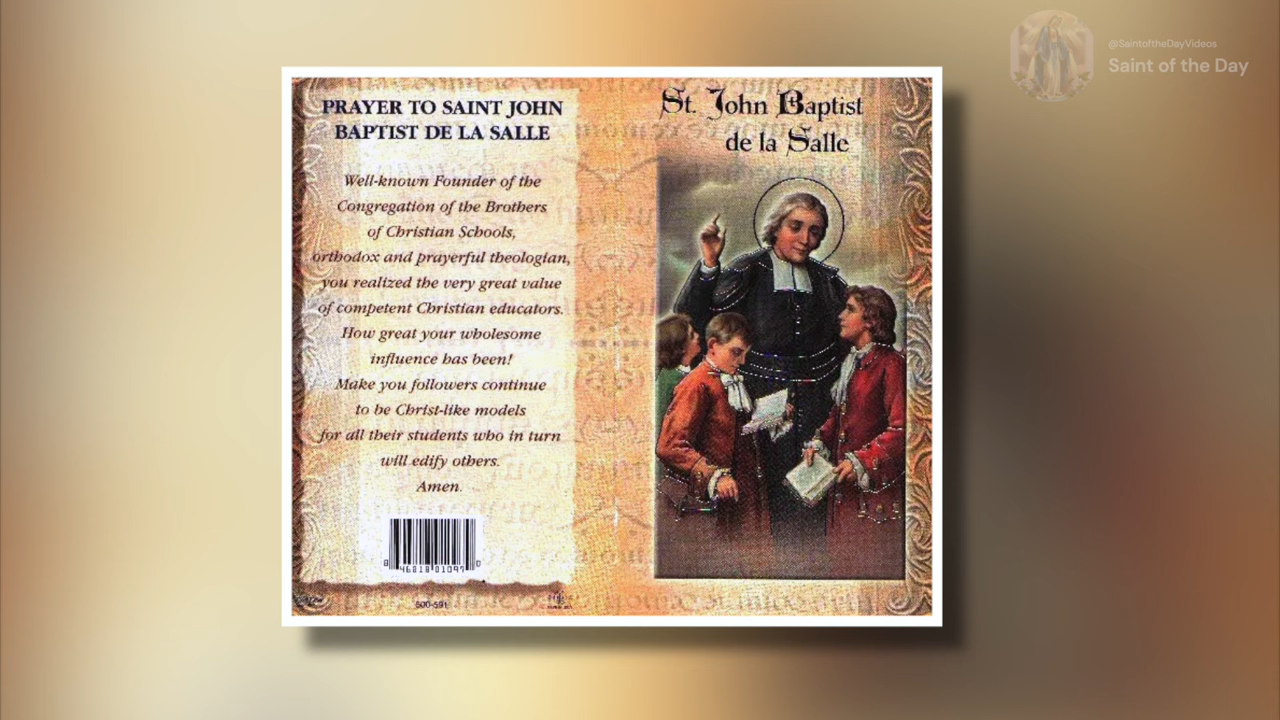 @SaintoftheDayVideos
Saint of the Day
PRAYER TO SAINT JOHN
BAPTIST DE LA SALLE
Well-known Founder of the
Congregation of the Brothers
of Christian Schools,
orthodox and prayerful theologian,
you realized the very great value
of competent Christian educators.
How great your wholesome
influence has been!
Make you followers continue
to be Christ-like models
for all their students who in turn
will edify others.
Amen.
800-591
St. John Baptist
de la Salle